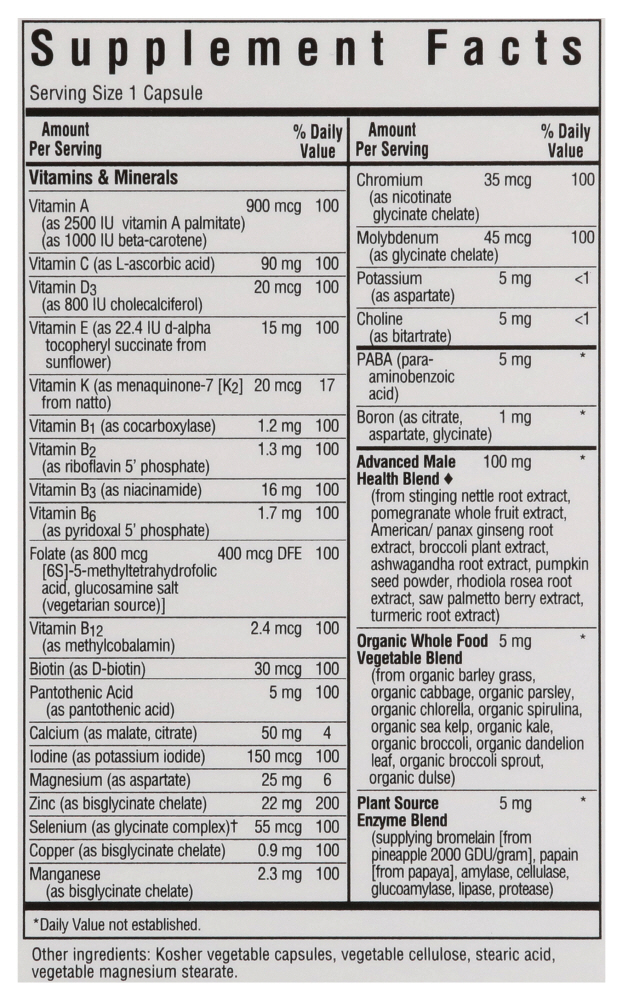 Supplement Facts
Serving Size 1 Capsule
Amount Per Serving % Daily Value
Vitamins & Minerals
Vitamin A 900 mcg 100
(as 2500 IU vitamin A palmitate)
(as 1000 IU beta-carotene)
Vitamin C (as L-ascorbic acid) 90 mg 100
Vitamin D3 20 mcg 100
(as 800 IU cholecalciferol)
Vitamin E (as 22.4 IU d-alpha 15 mg 100
tocopheryl succinate from
sunflower)
Vitamin K (as menaquinone-7 [K2] 20 mcg 17
from natto)
Vitamin B1 (as cocarboxylase) 1.2 mg 100
Vitamin B2 1.3 mg 100
(as riboflavin 5' phosphate)
Vitamin B3 (as niacinamide) 16 mg 100
Vitamin B6 1.7 mg 100
(as pyridoxal 5' phosphate)
Folate (as 800 mcg 400 mcg DFE 100
[6S]-5-methyltetrahydrofolic
acid, glucosamine salt
(vegetarian source)]
Vitamin B12 2.4 mcg 100
(as methylcobalamin)
Biotin (as D-biotin) 30 mcg 100
Pantothenic Acid 5 mg 100
(as pantothenic acid)
Calcium (as malate, citrate) 50 mg 4
Iodine (as potassium iodide) 150 mcg 100
Magnesium (as aspartate) 25 mg 6
Zinc (as bisglycinate chelate) 22 mg 200
Selenium (as glycinate complex)† 55 mcg 100
Copper (as bisglycinate chelate) 0.9 mg 100
Manganese 2.3 mg 100
(as bisglycinate chelate)
Amount Per Serving % Daily Value
Chromium 35 mcg 100
(as nicotinate
glycinate chelate)
Molybdenum 45 mcg 100
(as glycinate chelate)
Potassium 5 mg <1
(as aspartate)
Choline 5 mg <1
(as bitartrate)
PABA (para- 5 mg *
aminobenzoic
acid)
Boron (as citrate, 1 mg *
aspartate, glycinate)
Advanced Male 100 mg *
Health Blend ♦
(from stinging nettle root extract,
pomegranate whole fruit extract,
American/ panax ginseng root
extract, broccoli plant extract,
ashwagandha root extract, pumpkin
seed powder, rhodiola rosea root
extract, saw palmetto berry extract,
turmeric root extract)
Organic Whole Food 5 mg *
Vegetable Blend
(from organic barley grass,
organic cabbage, organic parsley,
organic chlorella, organic spirulina,
organic sea kelp, organic kale,
organic broccoli, organic dandelion
leaf, organic broccoli sprout,
organic dulse)
Plant Source 5 mg *
Enzyme Blend
(supplying bromelain [from
pineapple 2000 GDU/gram], papain
[from papaya], amylase, cellulase,
glucoamylase, lipase, protease)
*Daily Value not established.
Other ingredients: Kosher vegetable capsules, vegetable cellulose, stearic acid,
vegetable magnesium stearate.